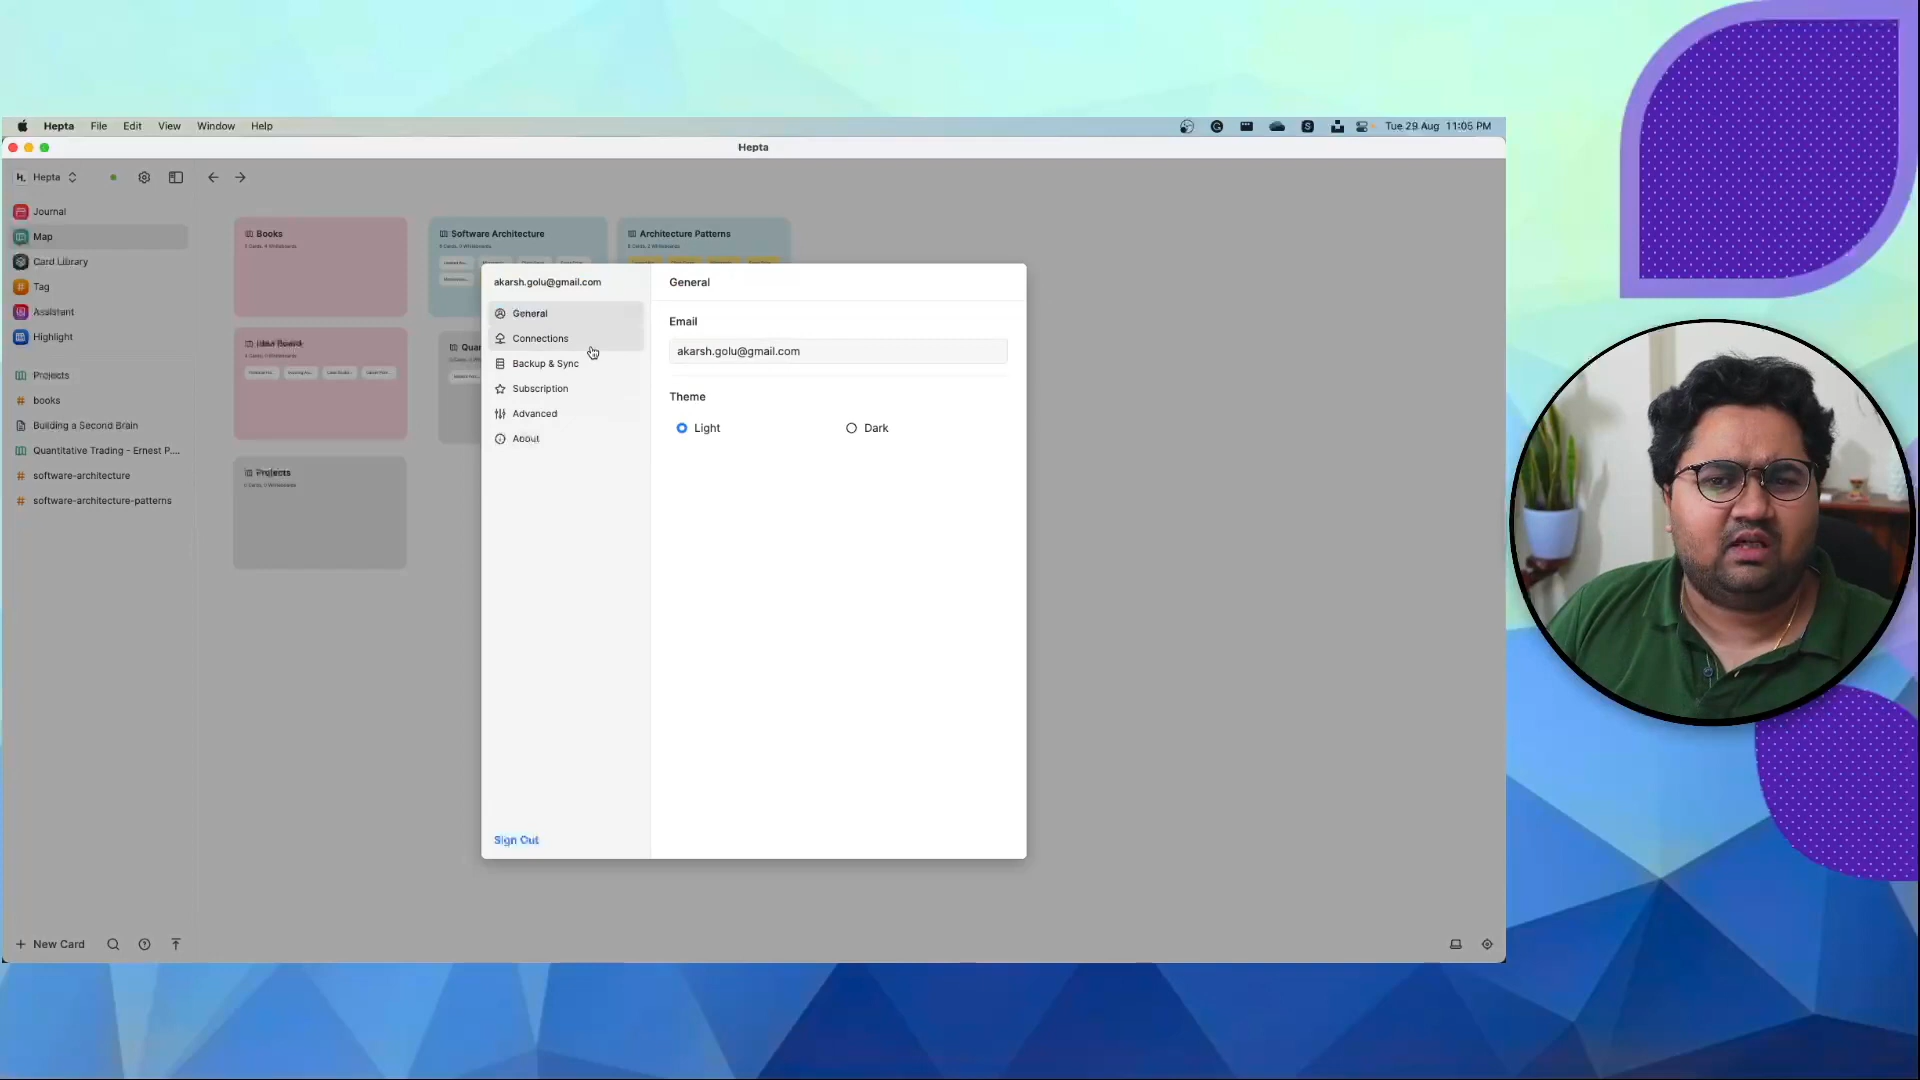 Hepta File Edit View Window Help
Tue 29 Aug 11:05 PM
Hepta
Hepta
Journal
Map
Card Library
Tag
Assistant
Highlight
Projects
# books
Building a Second Brain
Quantitative Trading - Ernest P....
# software-architecture
# software-architecture-patterns
+ New Card
Books
Software Architecture
Architecture Patterns
Projects
akarsh.golu@gmail.com
General
Connections
Backup & Sync
Subscription
Advanced
About
Sign Out
General
Email
akarsh.golu@gmail.com
Theme
Light
Dark